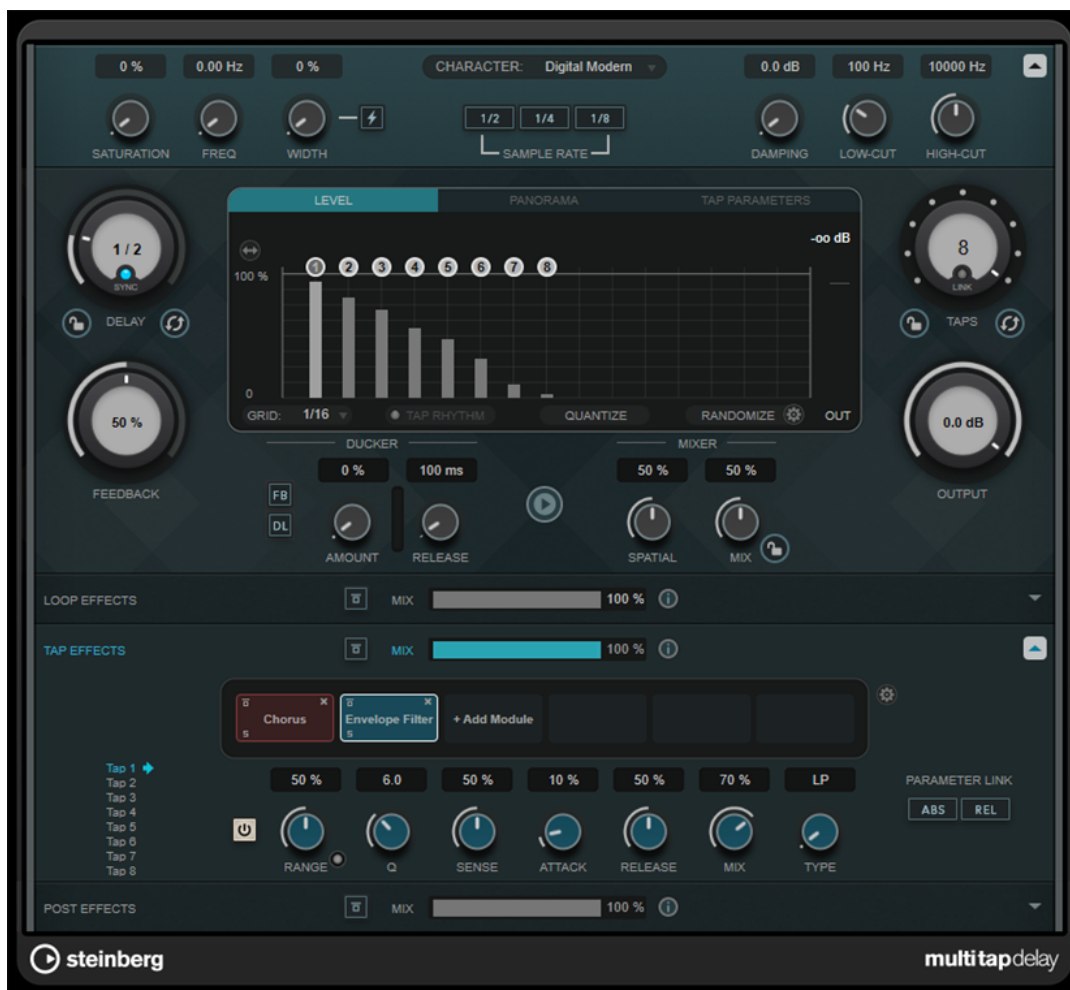 0 % 0.00 Hz 0 % CHARACTER: Digital Modern 0.0 dB 100 Hz 10000 Hz
1/2 1/4 1/8
SATURATION FREQ WIDTH SAMPLE RATE DAMPING LOW-CUT HIGH-CUT
LEVEL PANORAMA TAP PARAMETERS
1 / 2
SYNC
DELAY
-oo dB
100 %
1 2 3 4 5 6 7 8
0
GRID: 1/16 TAP RHYTHM QUANTIZE RANDOMIZE OUT
8
LINK
TAPS
50 %
FEEDBACK
DUCKER
0 % 100 ms
FB
DL
AMOUNT RELEASE
MIXER
50 % 50 %
SPATIAL MIX
0.0 dB
OUTPUT
LOOP EFFECTS MIX 100 %
TAP EFFECTS MIX 100 %
Chorus Envelope Filter + Add Module
S S
Tap 1
Tap 2
Tap 3
Tap 4
Tap 5
Tap 6
Tap 7
Tap 8
50 % 6.0 50 % 10 % 50 % 70 % LP
RANGE Q SENSE ATTACK RELEASE MIX TYPE
PARAMETER LINK
ABS REL
POST EFFECTS MIX 100 %
steinberg multitapdelay